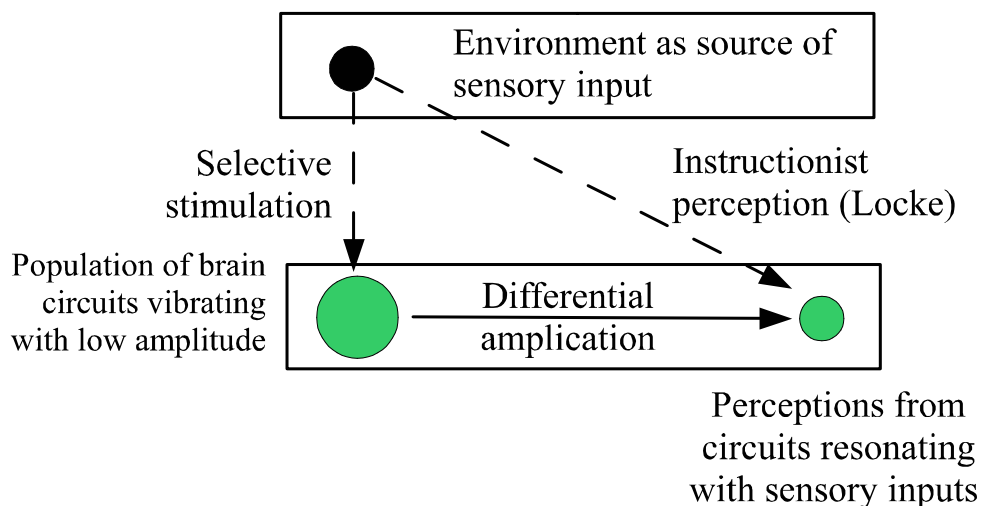 Environment as source of
sensory input
Selective
stimulation
Instructionist
perception (Locke)
Population of brain
circuits vibrating
with low amplitude
Differential
amplication
Perceptions from
circuits resonating
with sensory inputs